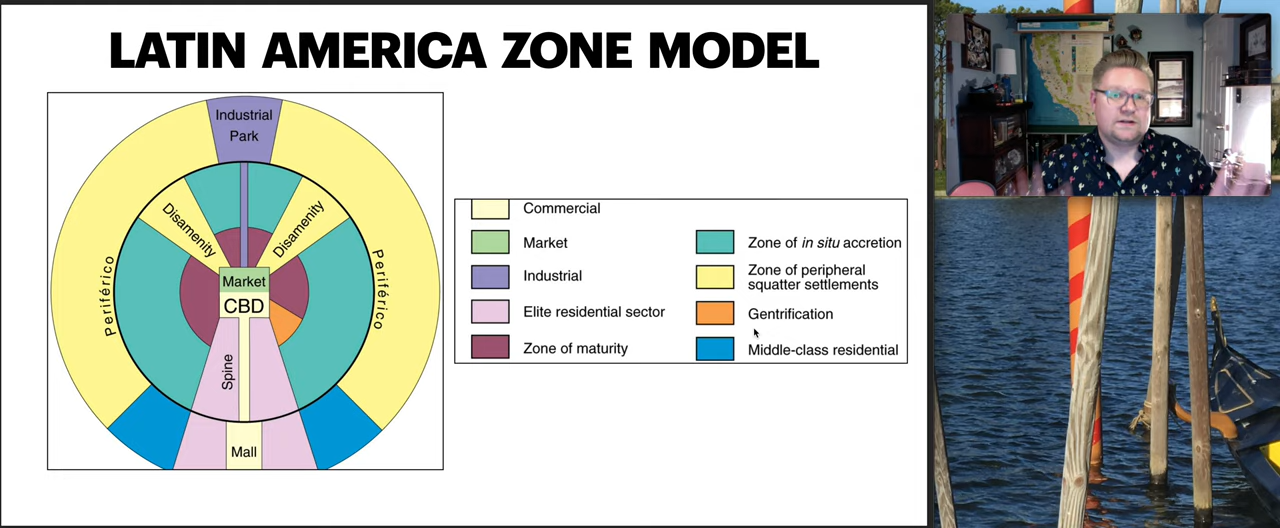 LATIN AMERICA ZONE MODEL
Industrial
Park
Disamenity
Disamenity
Periférico
Periférico
Market
CBD
Spine
Mall
Commercial
Market
Industrial
Elite residential sector
Zone of maturity
Zone of in situ accretion
Zone of peripheral
squatter settlements
Gentrification
Middle-class residential